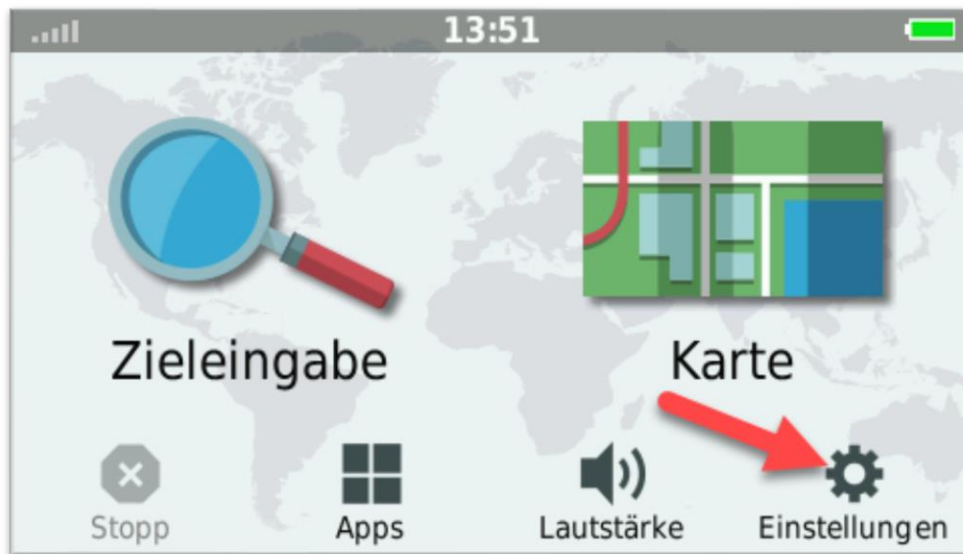 13:51
Zieleingabe
Karte
Stopp
Apps
Lautstärke
Einstellungen